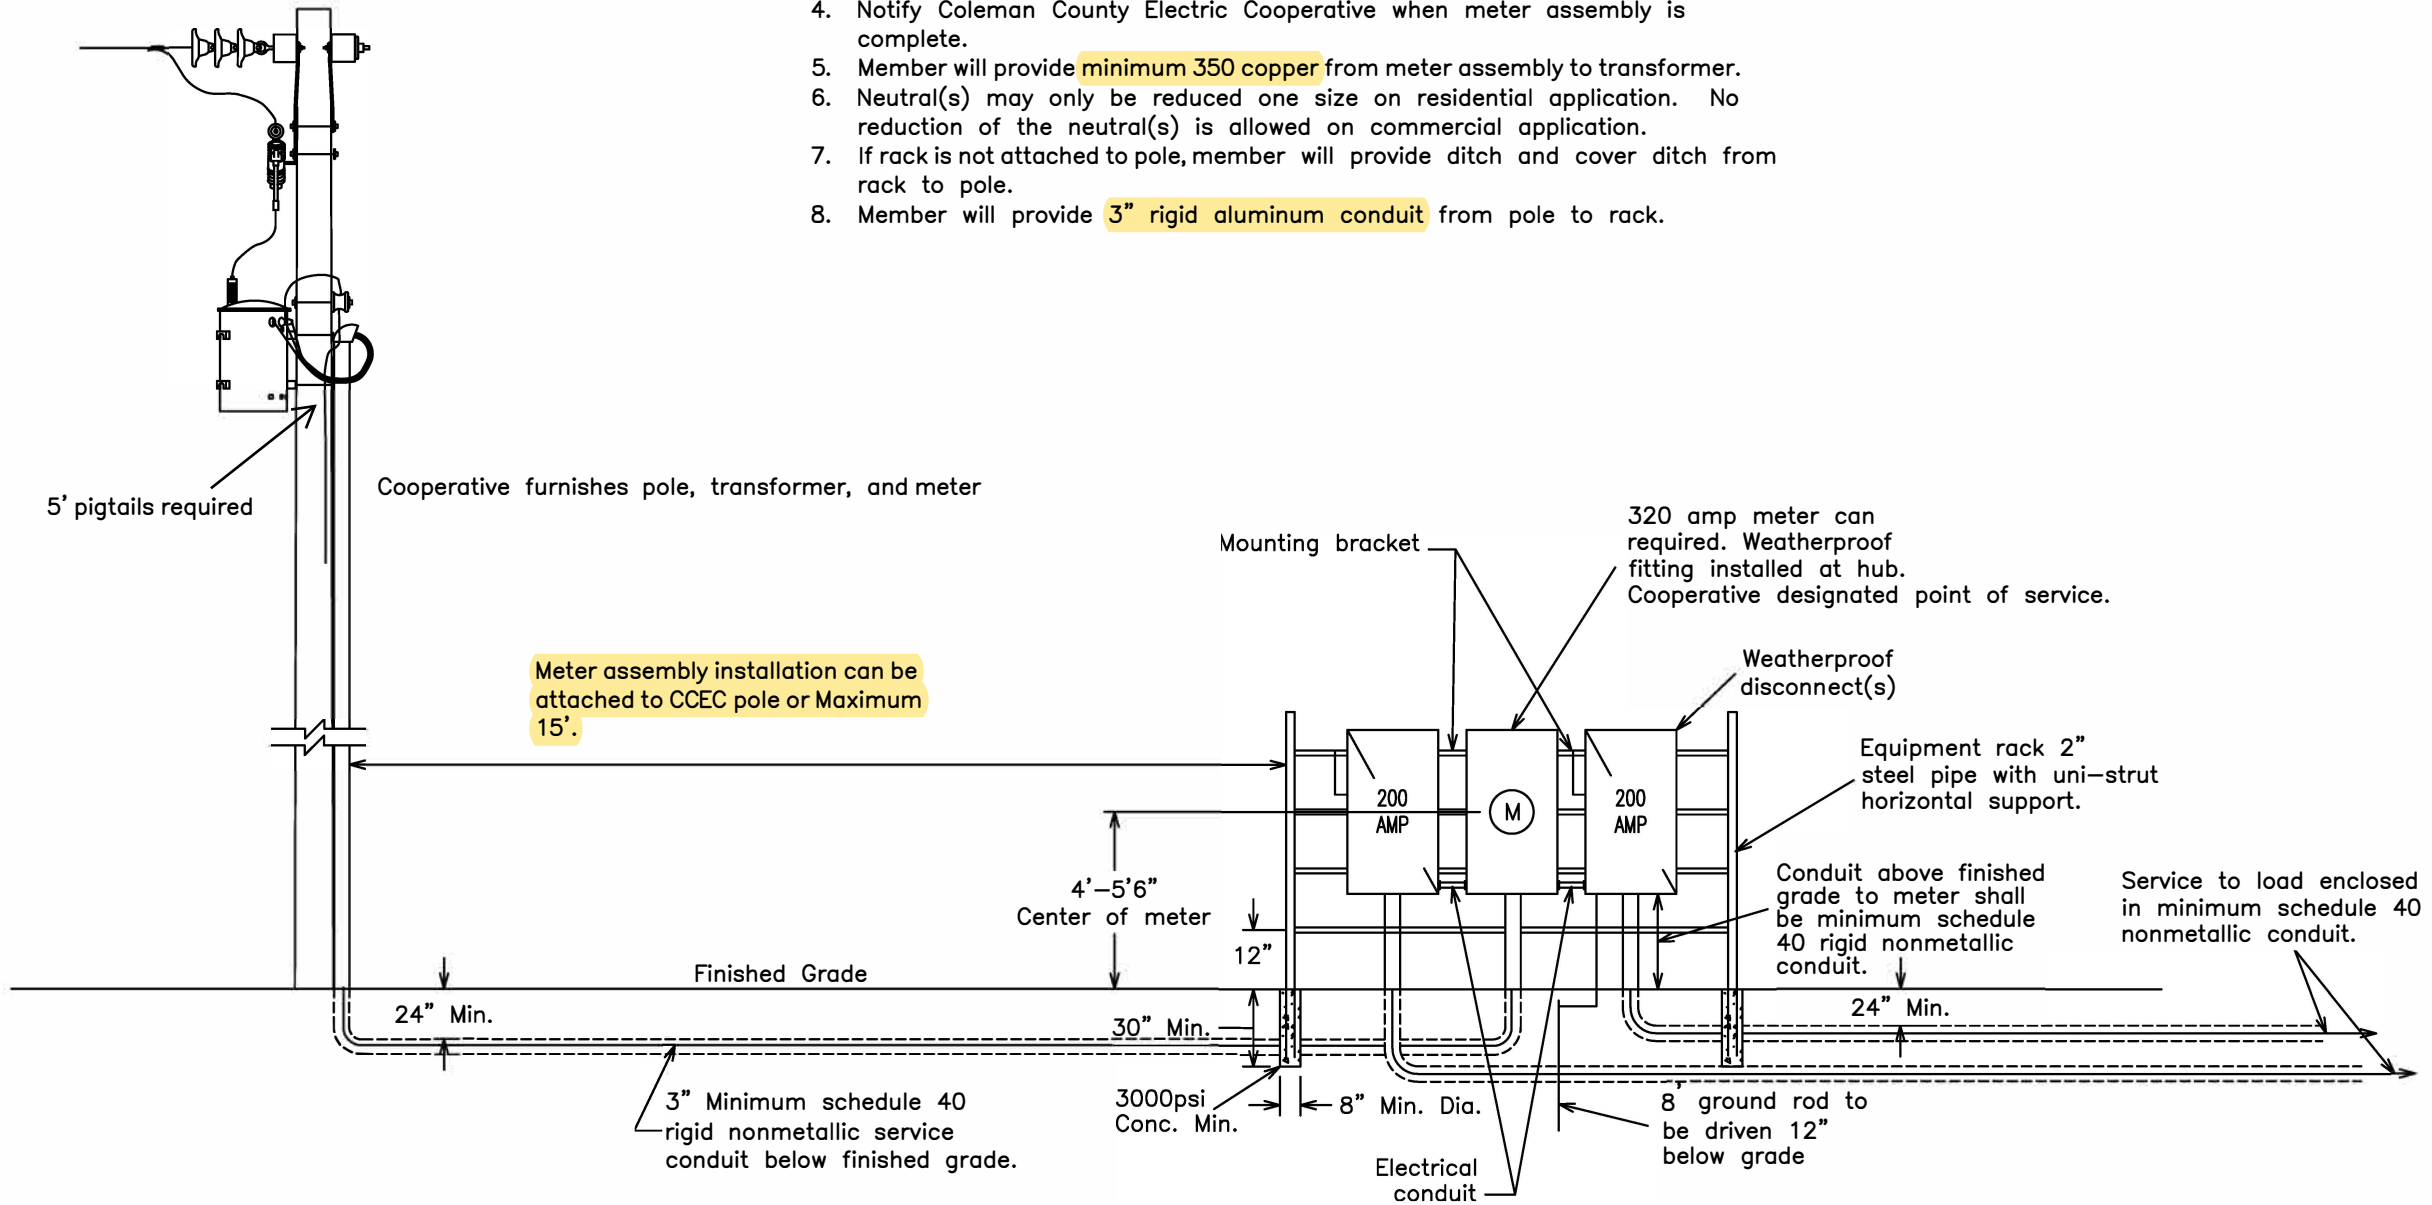 4. Notify Coleman County Electric Cooperative when meter assembly is
complete.
5. Member will provide minimum 350 copper from meter assembly to transformer.
6. Neutral(s) may only be reduced one size on residential application. No
reduction of the neutral(s) is allowed on commercial application.
7. If rack is not attached to pole, member will provide ditch and cover ditch from
rack to pole.
8. Member will provide 3" rigid aluminum conduit from pole to rack.
5' pigtails required
Cooperative furnishes pole, transformer, and meter
Mounting bracket
320 amp meter can
required. Weatherproof
fitting installed at hub.
Cooperative designated point of service.
Meter assembly installation can be
attached to CCEC pole or Maximum
15'.
Weatherproof
disconnect(s)
Equipment rack 2"
steel pipe with uni-strut
horizontal support.
200
AMP
M
200
AMP
4'-5'6"
Center of meter
12"
Conduit above finished
grade to meter shall
be minimum schedule
40 rigid nonmetallic
conduit.
Service to load enclosed
in minimum schedule 40
nonmetallic conduit.
Finished Grade
24" Min.
30" Min.
24" Min.
3" Minimum schedule 40
rigid nonmetallic service
conduit below finished grade.
3000psi
Conc. Min.
8" Min. Dia.
8' ground rod to
be driven 12"
below grade
Electrical
conduit